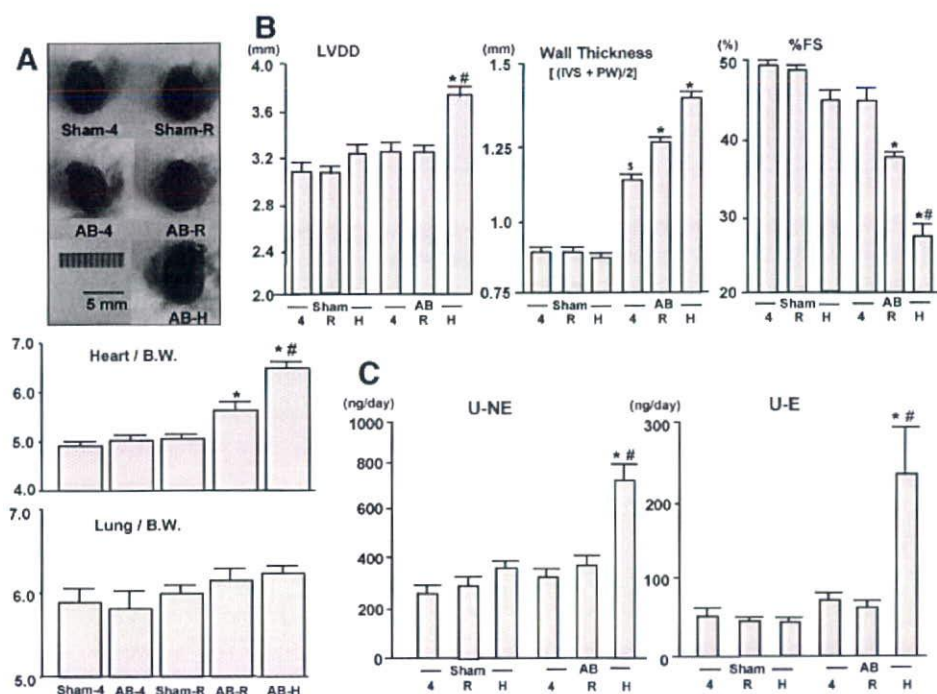 A
Sham-4 Sham-R
AB-4 AB-R
5 mm
AB-H
Heart / B.W.
7.0
6.0
5.0
4.0
*
* #
Lung / B.W.
7.0
6.0
5.0
Sham-4 AB-4 Sham-R AB-R AB-H
B
(mm)
LVDD
4.0
3.6
3.2
2.8
2.4
2.0
* #
Sham AB
4 R H 4 R H
(mm)
Wall Thickness
[ (IVS + PW)/2]
1.5
1.25
1.0
0.75
$
*
*
Sham AB
4 R H 4 R H
(%)
%FS
50
40
30
20
*
*#
Sham AB
4 R H 4 R H
C
(ng/day)
U-NE
1000
800
600
400
200
0
* #
Sham AB
4 R H 4 R H
(ng/day)
U-E
300
200
100
0
* #
Sham AB
4 R H 4 R H